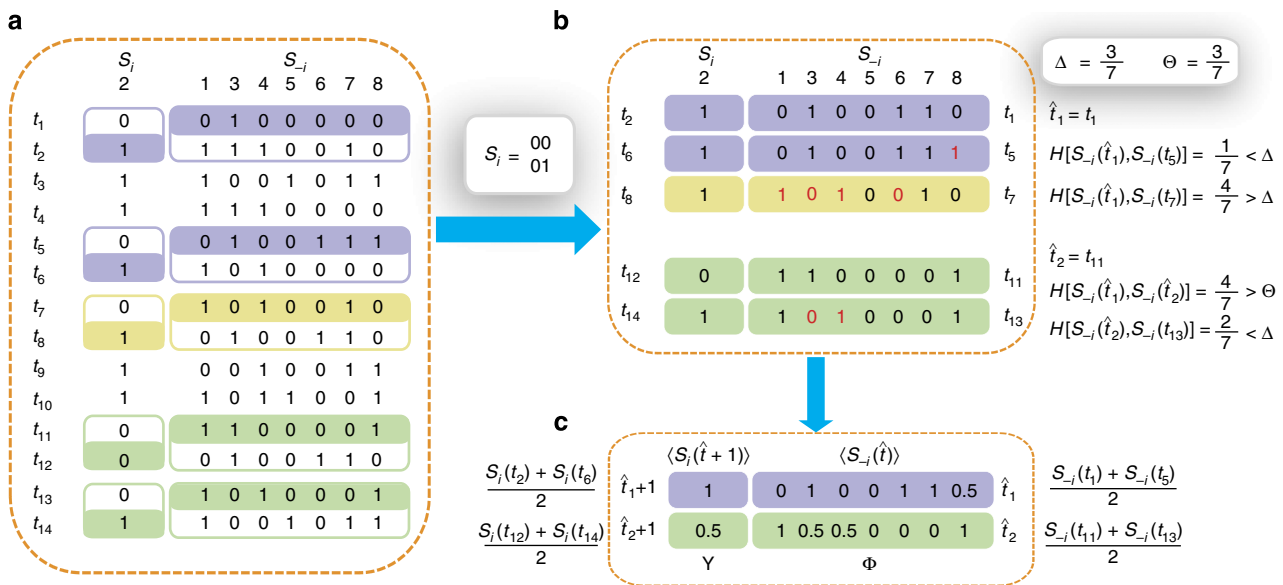 a
S_i S_{-i}
2 1 3 4 5 6 7 8
t_1 0 0 1 0 0 0 0 0
t_2 1 1 1 1 0 0 1 0
t_3 1 1 0 0 1 0 1 1
t_4 1 1 1 1 0 0 0 0
t_5 0 0 1 0 0 1 1 1
t_6 1 1 0 1 0 0 0 0
t_7 0 1 0 1 0 0 1 0
t_8 1 0 1 0 0 1 1 0
t_9 1 0 0 1 0 0 1 1
t_10 1 1 0 1 1 0 0 1
t_11 0 1 1 0 0 0 0 1
t_12 0 0 1 0 0 1 1 0
t_13 0 1 0 1 0 0 0 1
t_14 1 1 0 0 1 0 1 1
S_i = 00
01
b
S_i S_{-i}
2 1 3 4 5 6 7 8
t_2 1 0 1 0 0 1 1 0 t_1
t_6 1 0 1 0 0 1 1 1 t_5
t_8 1 1 0 1 0 0 1 0 t_7
t_12 0 1 1 0 0 0 0 1 t_11
t_14 1 1 0 1 0 0 0 1 t_13
Δ = 3/7 Θ = 3/7
t̂_1 = t_1
H[S_{-i}(t̂_1),S_{-i}(t_5)] = 1/7 < Δ
H[S_{-i}(t̂_1),S_{-i}(t_7)] = 4/7 > Δ
t̂_2 = t_11
H[S_{-i}(t̂_1),S_{-i}(t̂_2)] = 4/7 > Θ
H[S_{-i}(t̂_2),S_{-i}(t_13)] = 2/7 < Δ
c
⟨S_i(t̂ + 1)⟩ ⟨S_{-i}(t̂)⟩
S_i(t_2) + S_i(t_6)/2 t̂_1+1 1 0 1 0 0 1 1 0.5 t̂_1 S_{-i}(t_1) + S_{-i}(t_5)/2
S_i(t_12) + S_i(t_14)/2 t̂_2+1 0.5 1 0.5 0.5 0 0 0 1 t̂_2 S_{-i}(t_11) + S_{-i}(t_13)/2
Y Φ